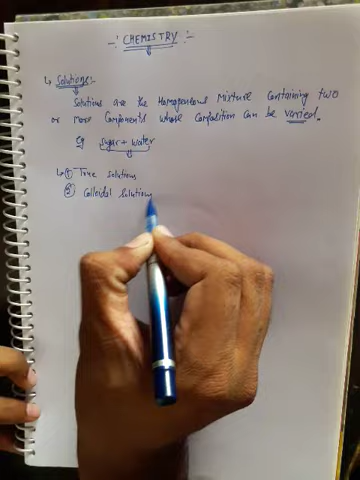 -: CHEMISTRY :-
↳ Solutions:-
Solutions are the Homogeneous Mixture Containing two
or more Components whose Composition can be varied.
Eg Sugar + Water
↳ ① True Solutions
② Colloidal Solutions